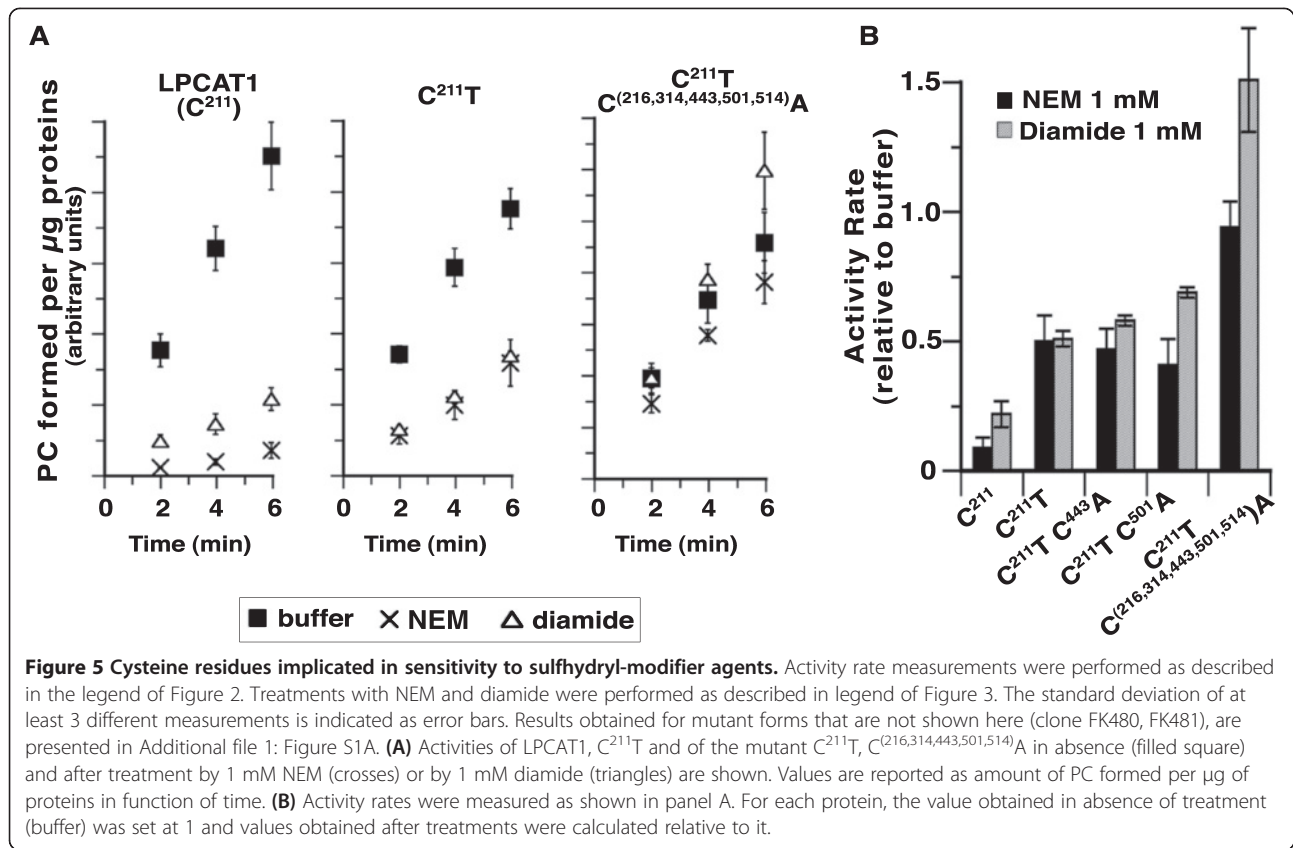 A
B
LPCAT1
(C²¹¹)
C²¹¹T
C²¹¹T
C⁽²¹⁶,³¹⁴,⁴⁴³,⁵⁰¹,⁵¹⁴⁾A
PC formed per µg proteins
(arbitrary units)
0 2 4 6
0 2 4 6
0 2 4 6
Time (min)
Time (min)
Time (min)
buffer NEM diamide
Activity Rate
(relative to buffer)
1.5
1.0
0.5
0
NEM 1 mM
Diamide 1 mM
C²¹¹
C²¹¹T
C²¹¹T C⁴⁴³A
C²¹¹T C⁵⁰¹A
C²¹¹T
C⁽²¹⁶,³¹⁴,⁴⁴³,⁵⁰¹,⁵¹⁴⁾A
Figure 5 Cysteine residues implicated in sensitivity to sulfhydryl-modifier agents. Activity rate measurements were performed as described
in the legend of Figure 2. Treatments with NEM and diamide were performed as described in legend of Figure 3. The standard deviation of at
least 3 different measurements is indicated as error bars. Results obtained for mutant forms that are not shown here (clone FK480, FK481), are
presented in Additional file 1: Figure S1A. (A) Activities of LPCAT1, C²¹¹T and of the mutant C²¹¹T, C⁽²¹⁶,³¹⁴,⁴⁴³,⁵⁰¹,⁵¹⁴⁾A in absence (filled square)
and after treatment by 1 mM NEM (crosses) or by 1 mM diamide (triangles) are shown. Values are reported as amount of PC formed per µg of
proteins in function of time. (B) Activity rates were measured as shown in panel A. For each protein, the value obtained in absence of treatment
(buffer) was set at 1 and values obtained after treatments were calculated relative to it.